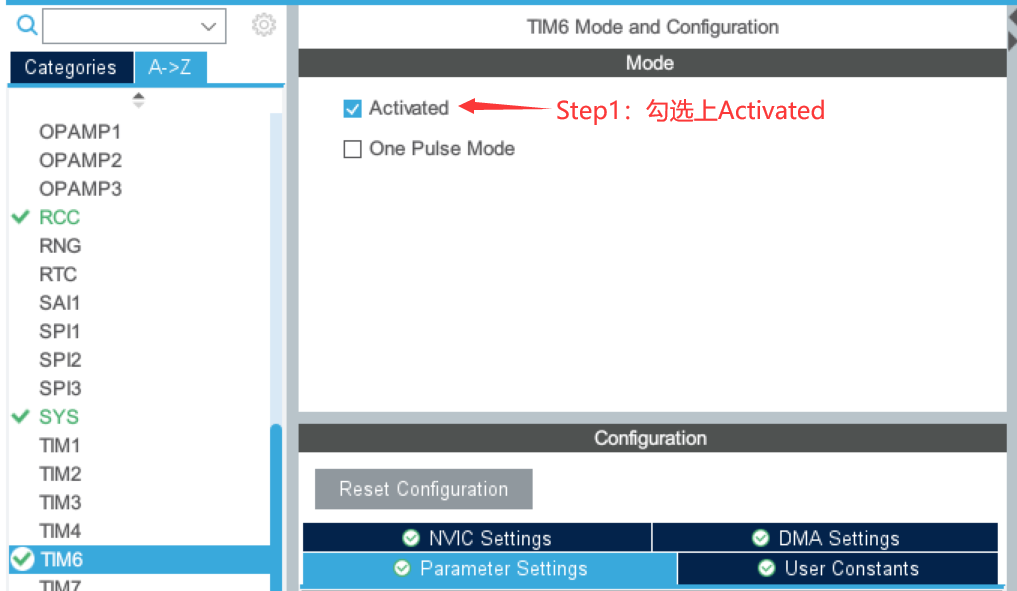 TIM6 Mode and Configuration
Categories
A->Z
Mode
Activated
Step1：勾选上Activated
One Pulse Mode
OPAMP1
OPAMP2
OPAMP3
RCC
RNG
RTC
SAI1
SPI1
SPI2
SPI3
SYS
TIM1
TIM2
TIM3
TIM4
TIM6
TIM7
Configuration
Reset Configuration
NVIC Settings
DMA Settings
Parameter Settings
User Constants